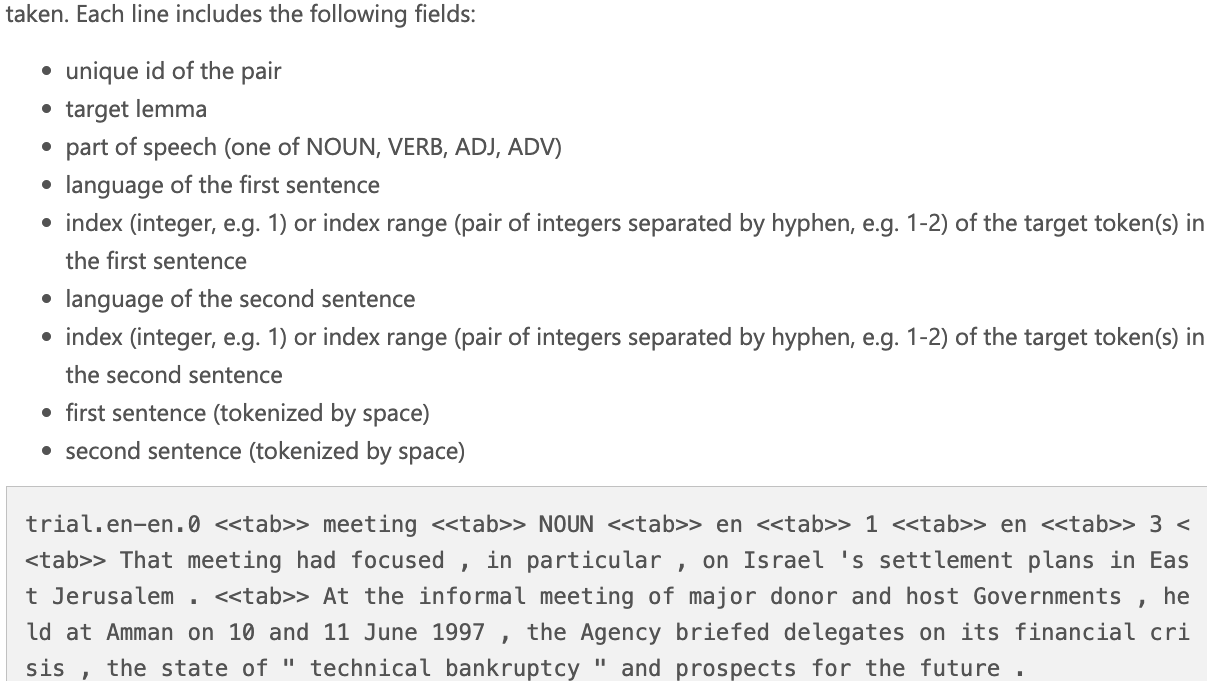 taken. Each line includes the following fields:
• unique id of the pair
• target lemma
• part of speech (one of NOUN, VERB, ADJ, ADV)
• language of the first sentence
• index (integer, e.g. 1) or index range (pair of integers separated by hyphen, e.g. 1-2) of the target token(s) in
the first sentence
• language of the second sentence
• index (integer, e.g. 1) or index range (pair of integers separated by hyphen, e.g. 1-2) of the target token(s) in
the second sentence
• first sentence (tokenized by space)
• second sentence (tokenized by space)
trial.en-en.0 <<tab>> meeting <<tab>> NOUN <<tab>> en <<tab>> 1 <<tab>> en <<tab>> 3 <
<tab>> That meeting had focused , in particular , on Israel 's settlement plans in Eas
t Jerusalem . <<tab>> At the informal meeting of major donor and host Governments , he
ld at Amman on 10 and 11 June 1997 , the Agency briefed delegates on its financial cri
sis , the state of " technical bankruptcy " and prospects for the future .